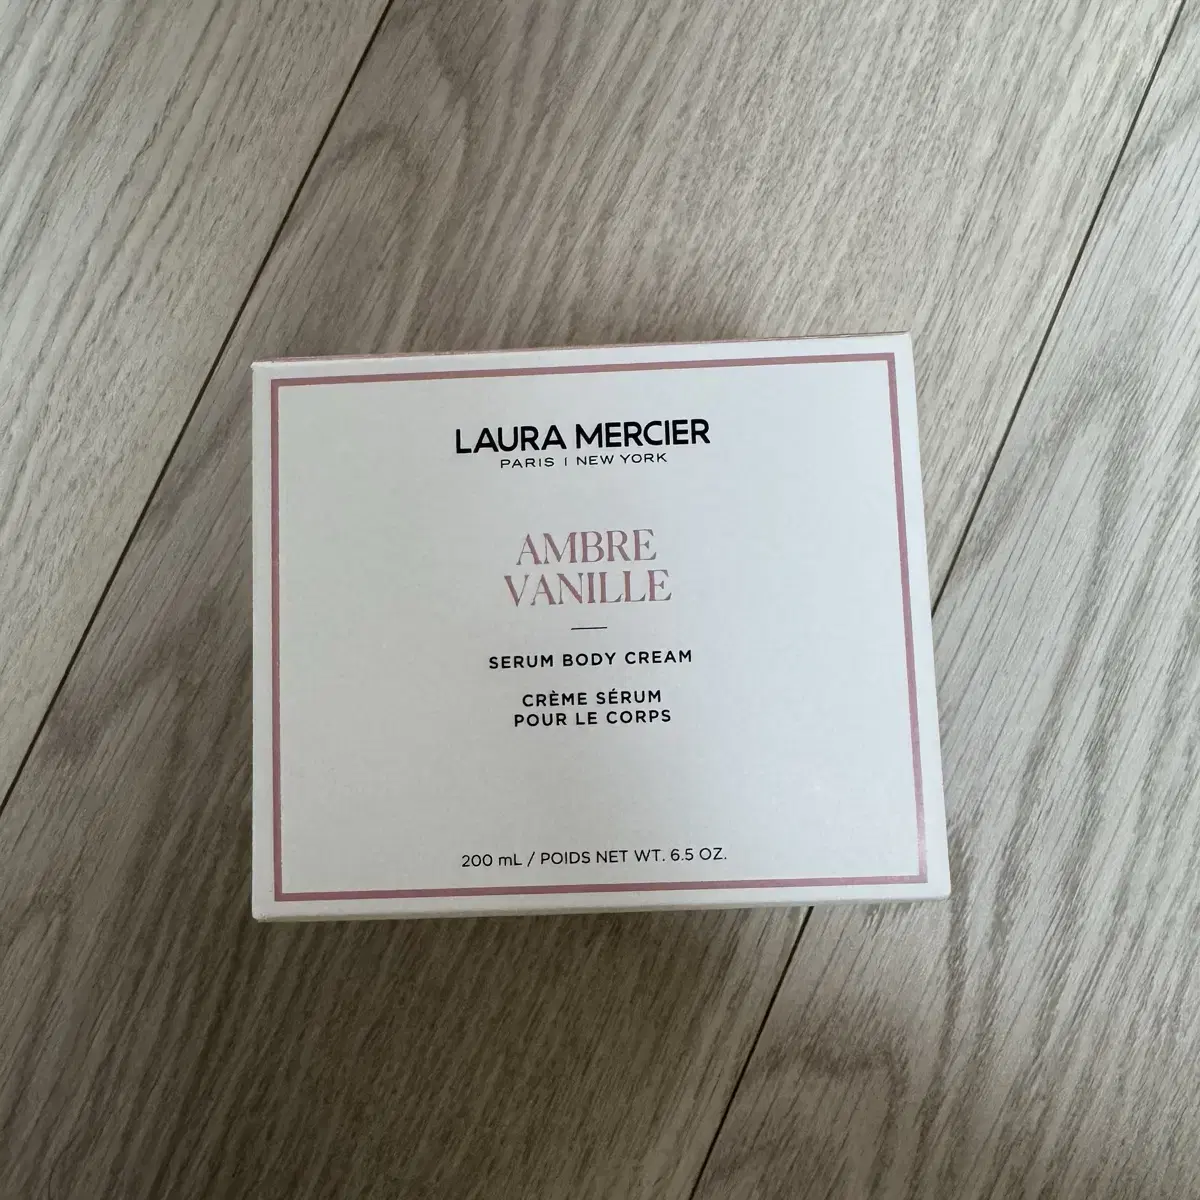 LAURA MERCIER
PARIS | NEW YORK
AMBRE
VANILLE
SERUM BODY CREAM
CRÈME SÉRUM
POUR LE CORPS
200 mL / POIDS NET WT. 6.5 OZ.